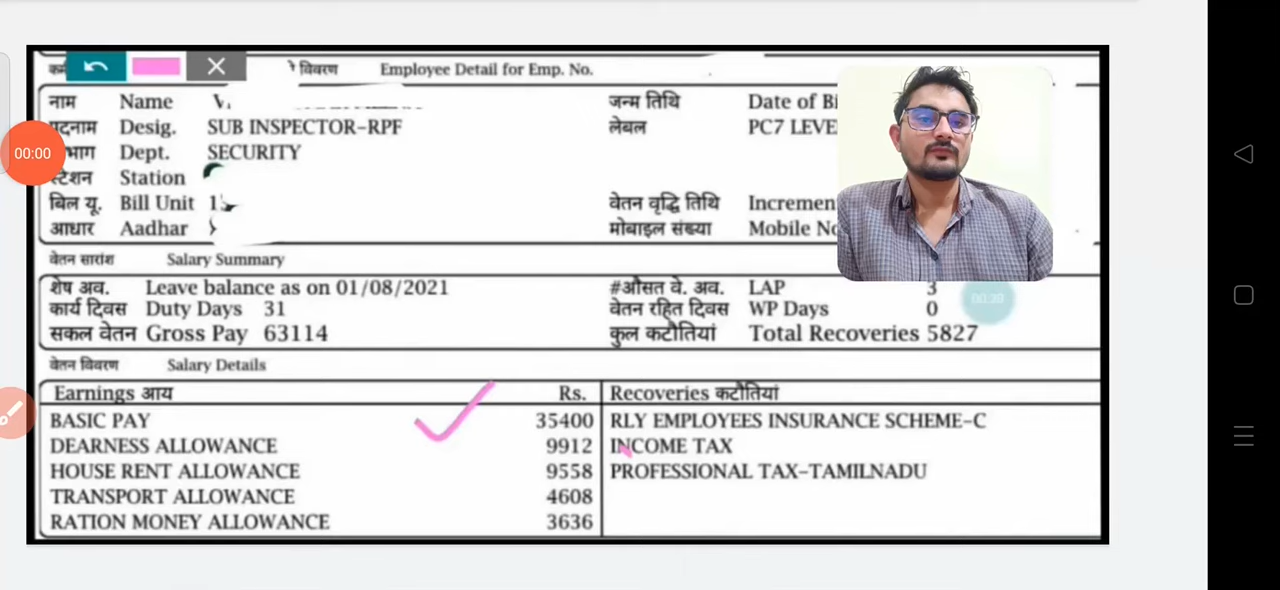 विवरण Employee Detail for Emp. No.
नाम Name V. जन्म तिथि Date of Bi
पदनाम Desig. SUB INSPECTOR-RPF लेबल PC7 LEVE
00:00 भाग Dept. SECURITY
स्टेशन Station
बिल यू. Bill Unit वेतन वृद्धि तिथि Incremen
आधार Aadhar मोबाइल संख्या Mobile No
वेतन सारांश Salary Summary
शेष अव. Leave balance as on 01/08/2021 #औसत वे. अव. LAP 3
00:30
कार्य दिवस Duty Days 31 वेतन रहित दिवस WP Days 0
सकल वेतन Gross Pay 63114 कुल कटौतियां Total Recoveries 5827
वेतन विवरण Salary Details
Earnings आय Rs. Recoveries कटौतियां
BASIC PAY 35400 RLY EMPLOYEES INSURANCE SCHEME-C
DEARNESS ALLOWANCE 9912 INCOME TAX
HOUSE RENT ALLOWANCE 9558 PROFESSIONAL TAX-TAMILNADU
TRANSPORT ALLOWANCE 4608
RATION MONEY ALLOWANCE 3636